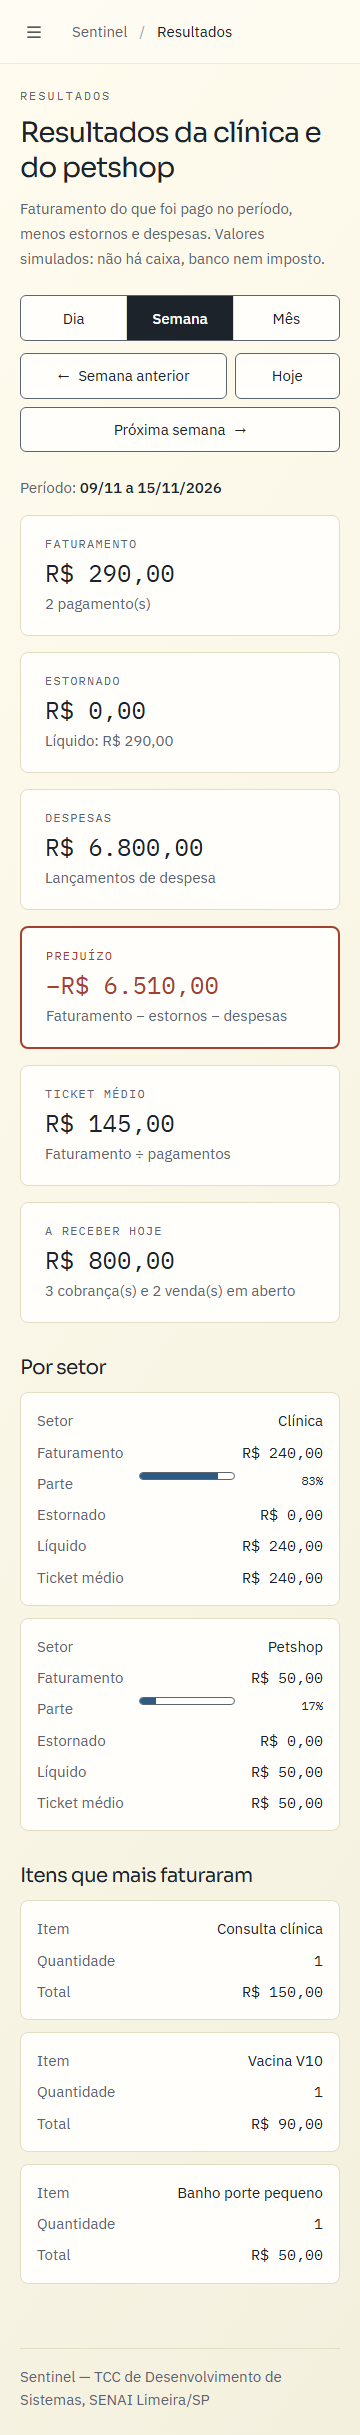 ☰ Sentinel / Resultados
RESULTADOS
Resultados da clínica e
do petshop
Faturamento do que foi pago no período,
menos estornos e despesas. Valores
simulados: não há caixa, banco nem imposto.
Dia Semana Mês
← Semana anterior Hoje
Próxima semana →
Período: 09/11 a 15/11/2026
FATURAMENTO
R$ 290,00
2 pagamento(s)
ESTORNADO
R$ 0,00
Líquido: R$ 290,00
DESPESAS
R$ 6.800,00
Lançamentos de despesa
PREJUÍZO
−R$ 6.510,00
Faturamento − estornos − despesas
TICKET MÉDIO
R$ 145,00
Faturamento ÷ pagamentos
A RECEBER HOJE
R$ 800,00
3 cobrança(s) e 2 venda(s) em aberto
Por setor
Setor Clínica
Faturamento R$ 240,00
Parte 83%
Estornado R$ 0,00
Líquido R$ 240,00
Ticket médio R$ 240,00
Setor Petshop
Faturamento R$ 50,00
Parte 17%
Estornado R$ 0,00
Líquido R$ 50,00
Ticket médio R$ 50,00
Itens que mais faturaram
Item Consulta clínica
Quantidade 1
Total R$ 150,00
Item Vacina V10
Quantidade 1
Total R$ 90,00
Item Banho porte pequeno
Quantidade 1
Total R$ 50,00
Sentinel — TCC de Desenvolvimento de
Sistemas, SENAI Limeira/SP